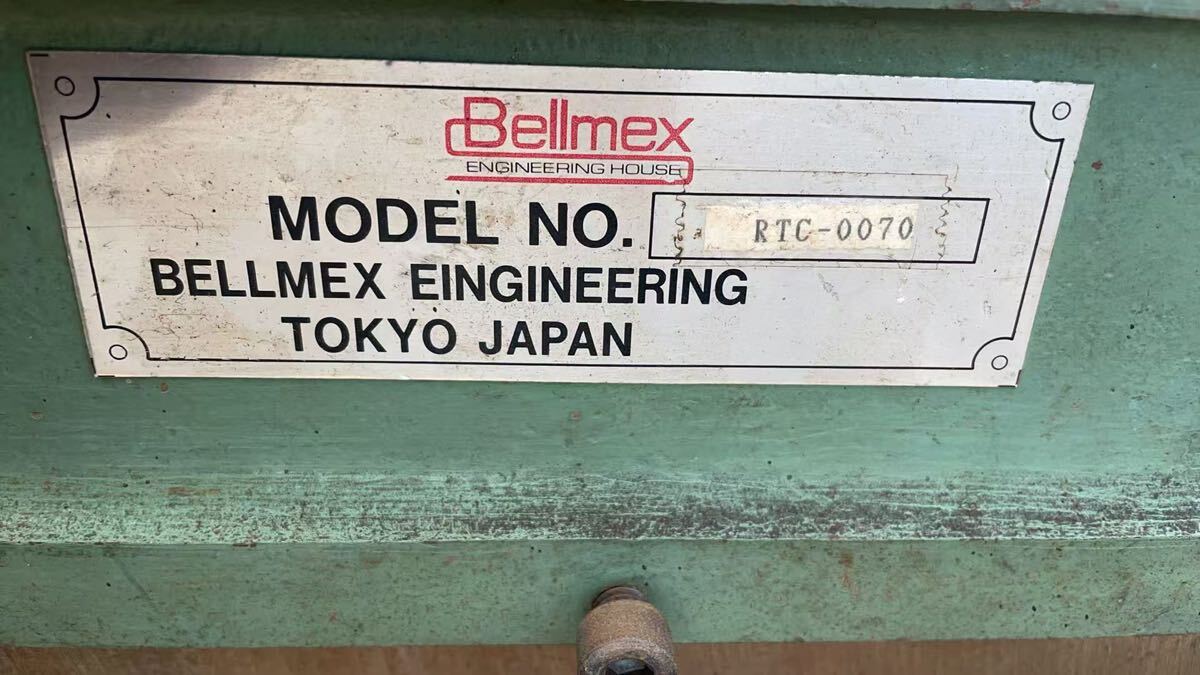 Bellmex
ENGINEERING HOUSE
MODEL NO. RTC-0070
BELLMEX EINGINEERING
TOKYO JAPAN